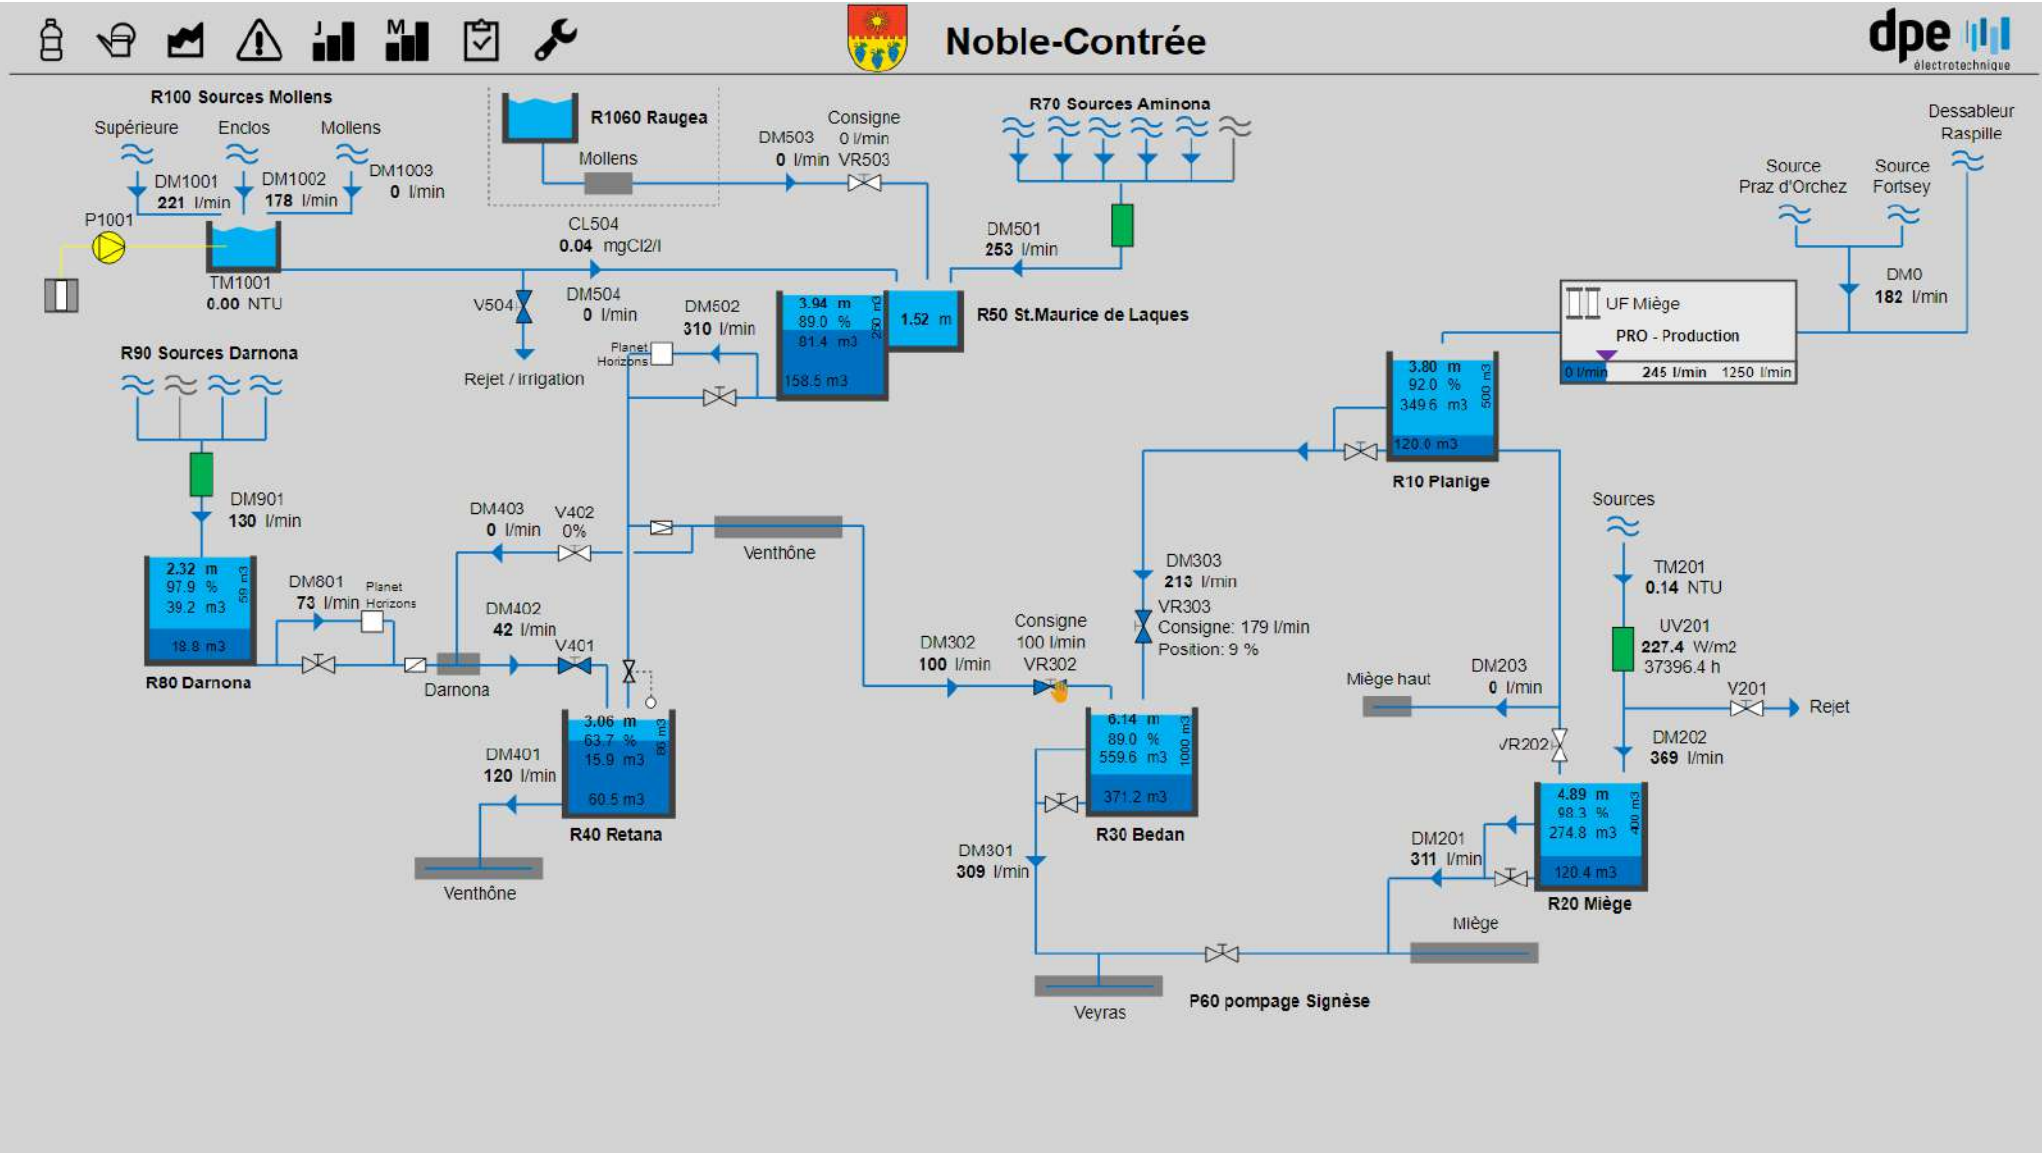 J
M
Noble-Contrée
dpe
électrotechnique
R100 Sources Mollens
Supérieure
Enclos
Mollens
DM1001
221 l/min
DM1002
178 l/min
DM1003
0 l/min
P1001
TM1001
0.00 NTU
R1060 Raugea
Mollens
DM503
0 l/min
Consigne
0 l/min
VR503
CL504
0.04 mgCl2/l
V504
DM504
0 l/min
Rejet / irrigation
DM502
310 l/min
Planet
Horizons
R70 Sources Aminona
DM501
253 l/min
3.94 m
89.0 %
81.4 m3
158.5 m3
250 m3
1.52 m
R50 St.Maurice de Laques
Dessableur
Raspille
Source
Praz d'Orchez
Source
Fortsey
DM0
182 l/min
UF Miège
PRO - Production
0 l/min
245 l/min
1250 l/min
R90 Sources Darnona
DM901
130 l/min
2.32 m
97.9 %
39.2 m3
18.8 m3
59 m3
R80 Darnona
DM801
73 l/min
Planet
Horizons
Darnona
DM403
0 l/min
V402
0%
Venthône
DM402
42 l/min
V401
3.06 m
63.7 %
15.9 m3
60.5 m3
86 m3
R40 Retana
DM401
120 l/min
Venthône
3.80 m
92.0 %
349.6 m3
120.0 m3
500 m3
R10 Planige
DM303
213 l/min
VR303
Consigne: 179 l/min
Position: 9 %
DM302
100 l/min
Consigne
100 l/min
VR302
6.14 m
89.0 %
559.6 m3
371.2 m3
1000 m3
R30 Bedan
DM301
309 l/min
Veyras
P60 pompage Signèse
Sources
TM201
0.14 NTU
UV201
227.4 W/m2
37396.4 h
V201
Rejet
DM202
369 l/min
DM203
0 l/min
Miège haut
VR202
4.89 m
98.3 %
274.8 m3
120.4 m3
400 m3
R20 Miège
DM201
311 l/min
Miège